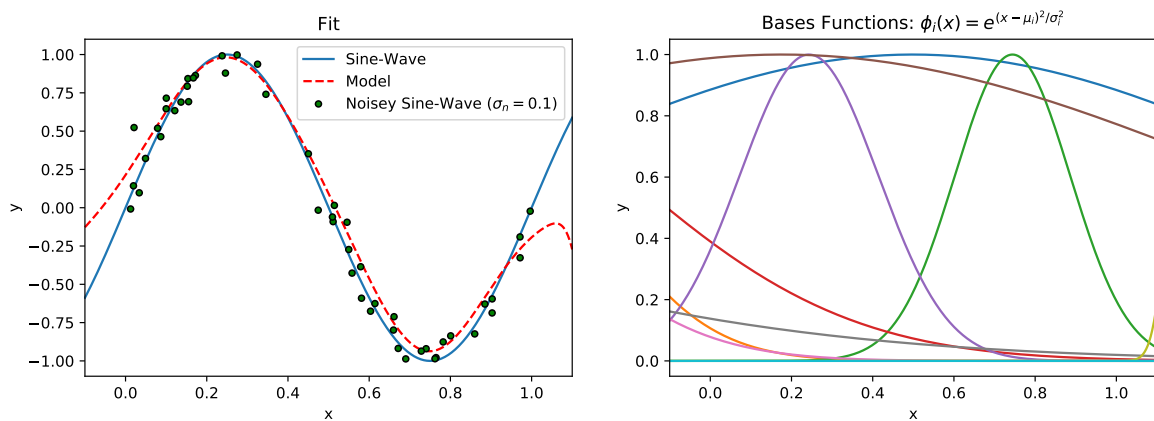 Fit
y
1.00
0.75
0.50
0.25
0.00
−0.25
−0.50
−0.75
−1.00
Sine-Wave
Model
Noisey Sine-Wave (σₙ = 0.1)
0.0 0.2 0.4 0.6 0.8 1.0
x
Bases Functions: ϕᵢ(x) = e^{(x − μᵢ)²/σᵢ²}
y
1.0
0.8
0.6
0.4
0.2
0.0
0.0 0.2 0.4 0.6 0.8 1.0
x